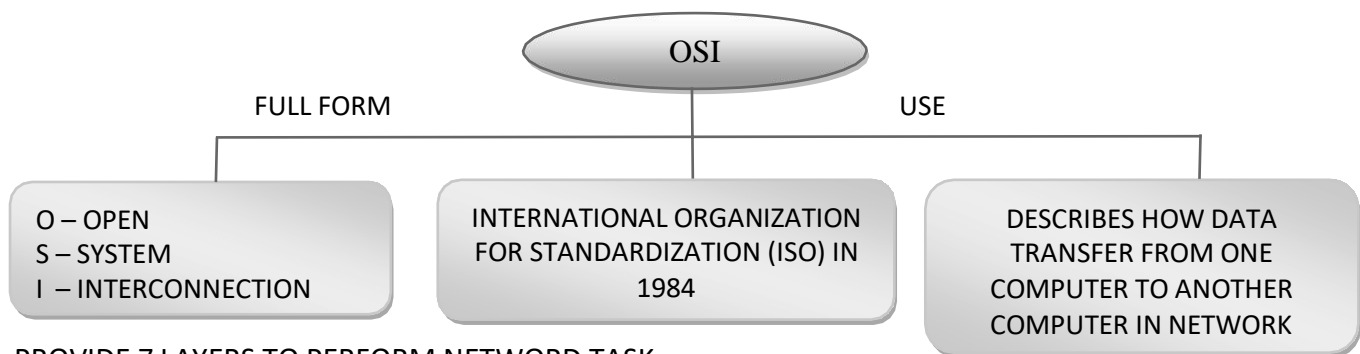 OSI
FULL FORM
USE
O – OPEN
S – SYSTEM
I – INTERCONNECTION
INTERNATIONAL ORGANIZATION
FOR STANDARDIZATION (ISO) IN
1984
DESCRIBES HOW DATA
TRANSFER FROM ONE
COMPUTER TO ANOTHER
COMPUTER IN NETWORK
PROVIDE 7 LAYERS TO PERFORM NETWORD TASK